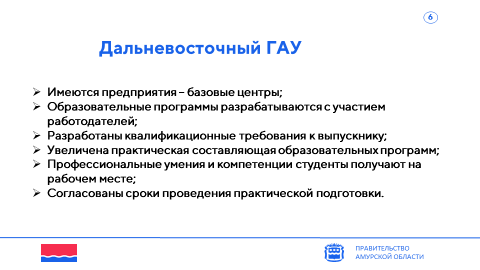 6
Дальневосточный ГАУ
➢ Имеются предприятия – базовые центры;
➢ Образовательные программы разрабатываются с участием
работодателей;
➢ Разработаны квалификационные требования к выпускнику;
➢ Увеличена практическая составляющая образовательных программ;
➢ Профессиональные умения и компетенции студенты получают на
рабочем месте;
➢ Согласованы сроки проведения практической подготовки.
ПРАВИТЕЛЬСТВО
АМУРСКОЙ ОБЛАСТИ